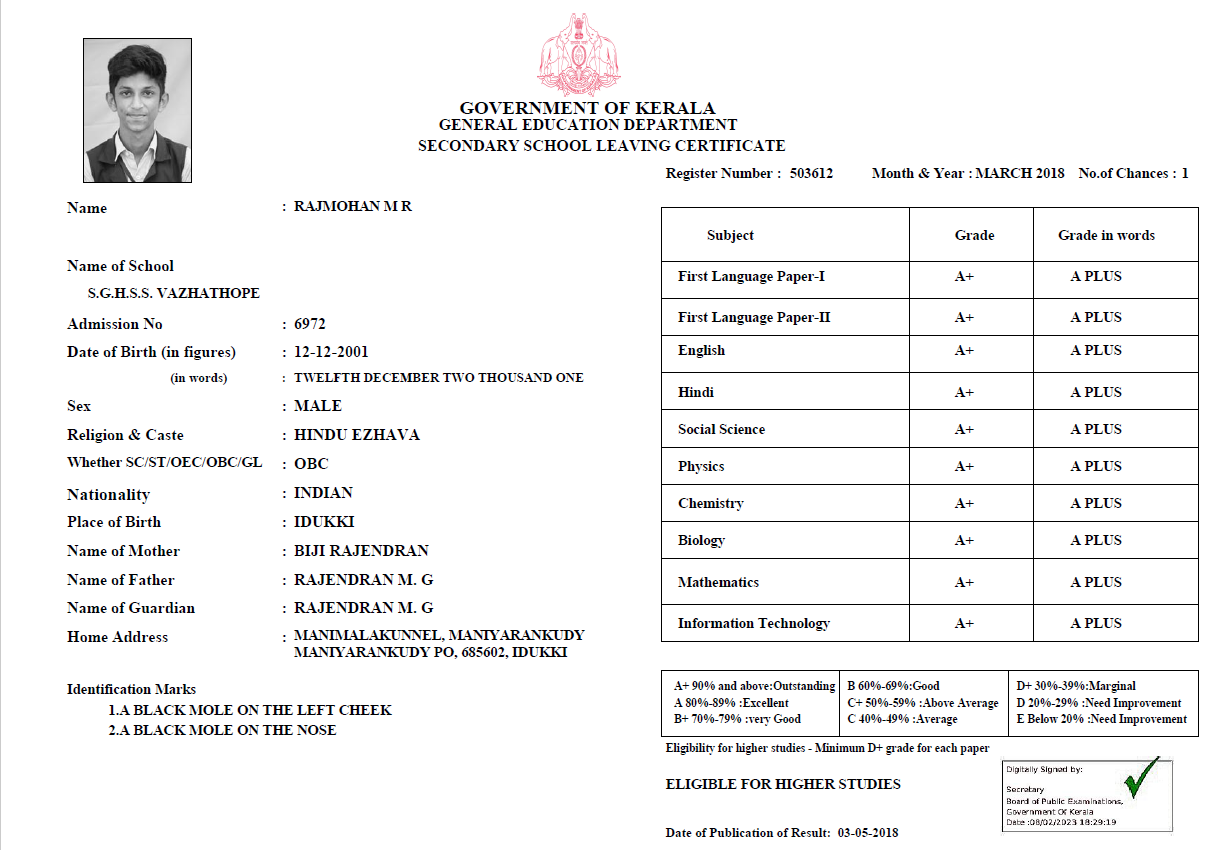 GOVERNMENT OF KERALA
GENERAL EDUCATION DEPARTMENT
SECONDARY SCHOOL LEAVING CERTIFICATE
Register Number : 503612 Month & Year : MARCH 2018 No.of Chances : 1
Name : RAJMOHAN M R
Name of School
S.G.H.S.S. VAZHATHOPE
Admission No : 6972
Date of Birth (in figures) : 12-12-2001
(in words) : TWELFTH DECEMBER TWO THOUSAND ONE
Sex : MALE
Religion & Caste : HINDU EZHAVA
Whether SC/ST/OEC/OBC/GL : OBC
Nationality : INDIAN
Place of Birth : IDUKKI
Name of Mother : BIJI RAJENDRAN
Name of Father : RAJENDRAN M. G
Name of Guardian : RAJENDRAN M. G
Home Address : MANIMALAKUNNEL, MANIYARANKUDY
MANIYARANKUDY PO, 685602, IDUKKI
Identification Marks
1.A BLACK MOLE ON THE LEFT CHEEK
2.A BLACK MOLE ON THE NOSE
Subject Grade Grade in words
First Language Paper-I A+ A PLUS
First Language Paper-II A+ A PLUS
English A+ A PLUS
Hindi A+ A PLUS
Social Science A+ A PLUS
Physics A+ A PLUS
Chemistry A+ A PLUS
Biology A+ A PLUS
Mathematics A+ A PLUS
Information Technology A+ A PLUS
A+ 90% and above:Outstanding B 60%-69%:Good D+ 30%-39%:Marginal
A 80%-89% :Excellent C+ 50%-59% :Above Average D 20%-29% :Need Improvement
B+ 70%-79% :very Good C 40%-49% :Average E Below 20% :Need Improvement
Eligibility for higher studies - Minimum D+ grade for each paper
ELIGIBLE FOR HIGHER STUDIES
Date of Publication of Result: 03-05-2018
Digitally Signed by:
Secretary
Board of Public Examinations,
Government Of Kerala
Date :08/02/2023 18:29:19